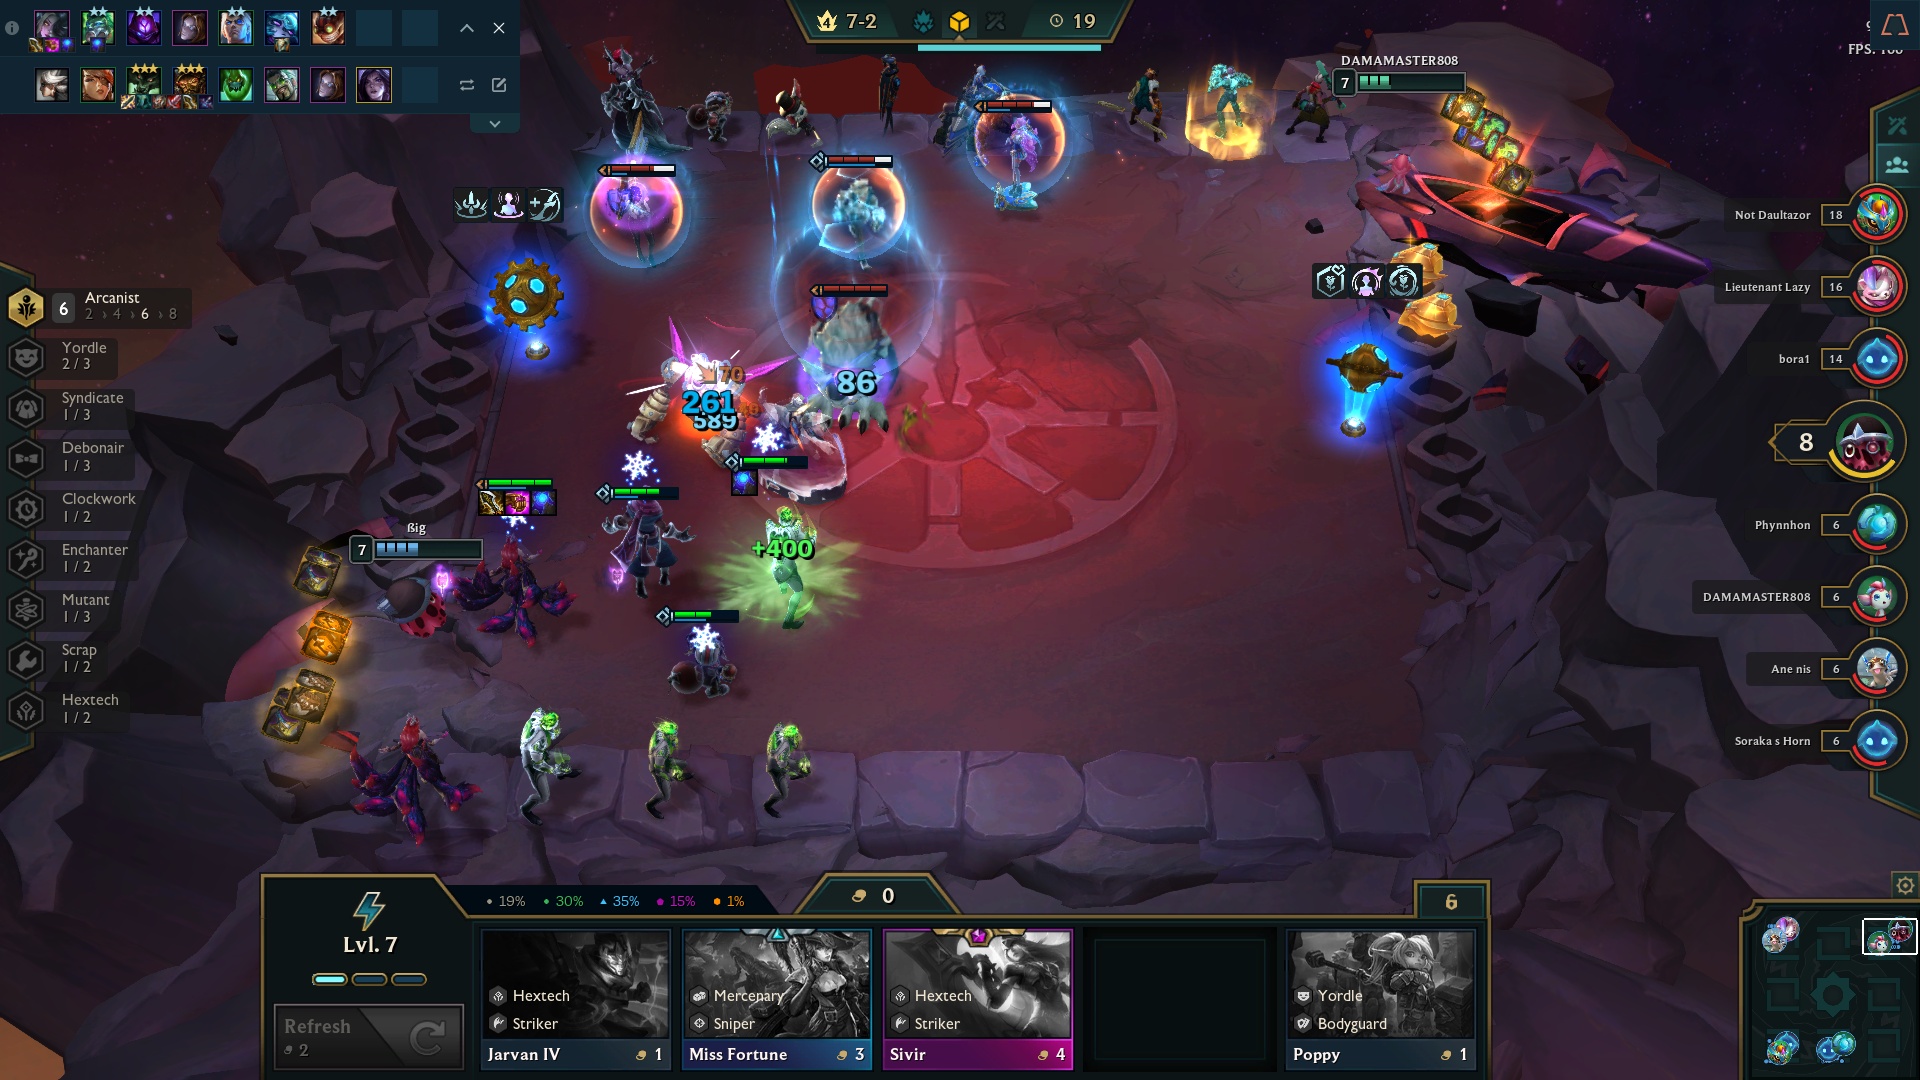 7-2
19
DAMAMASTER808
7
FPS: 100
Not Daultazor 18
Lieutenant Lazy 16
bora1 14
8
Phynnhon 6
DAMAMASTER808 6
Ane nis 6
Soraka s Horn 6
6 Arcanist
2 › 4 › 6 › 8
Yordle
2 / 3
Syndicate
1 / 3
Debonair
1 / 3
Clockwork
1 / 2
Enchanter
1 / 2
Mutant
1 / 3
Scrap
1 / 2
Hextech
1 / 2
70
261
589
86
+400
ßig
7
19% 30% 35% 15% 1%
0
6
Lvl. 7
Refresh
2
Hextech
Striker
Jarvan IV 1
Mercenary
Sniper
Miss Fortune 3
Hextech
Striker
Sivir 4
Yordle
Bodyguard
Poppy 1